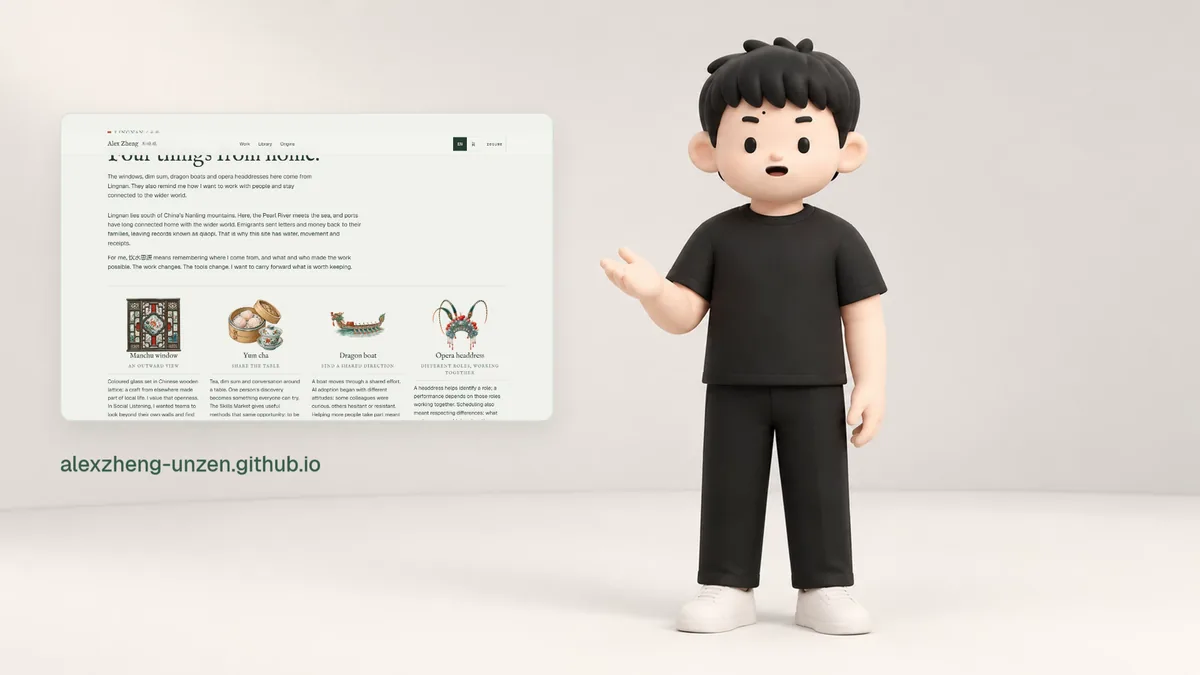 Alex Zheng
Work Library Origins
EN
Four things from home.
The windows, dim sum, dragon boats and opera headdresses here come from
Lingnan. They also remind me how I want to work with people and stay
connected to the wider world.
Lingnan lies south of China's Nanling mountains. Here, the Pearl River meets the sea, and ports
have long connected home with the wider world. Emigrants sent letters and money back to their
families, leaving records known as qiaopi. That is why this site has water, movement and
receipts.
For me, 饮水思源 means remembering where I come from, and what and who made the work
possible. The work changes. The tools change. I want to carry forward what is worth keeping.
Manchu window
AN OUTWARD VIEW
Coloured glass set in Chinese wooden
lattice: a craft from elsewhere made
part of local life. I value that openness.
In Social Listening, I wanted teams to
look beyond their own walls and find
Yum cha
SHARE THE TABLE
Tea, dim sum and conversation around
a table. One person's discovery
becomes something everyone can try.
The Skills Market gives useful
methods that same opportunity: to be
Dragon boat
FIND A SHARED DIRECTION
A boat moves through a shared effort.
AI adoption began with different
attitudes: some colleagues were
curious, others hesitant or resistant.
Helping more people take part meant
Opera headdress
DIFFERENT ROLES, WORKING
TOGETHER
A headdress helps identify a role; a
performance depends on those roles
working together. Scheduling also
meant respecting differences: what
alexzheng-unzen.github.io